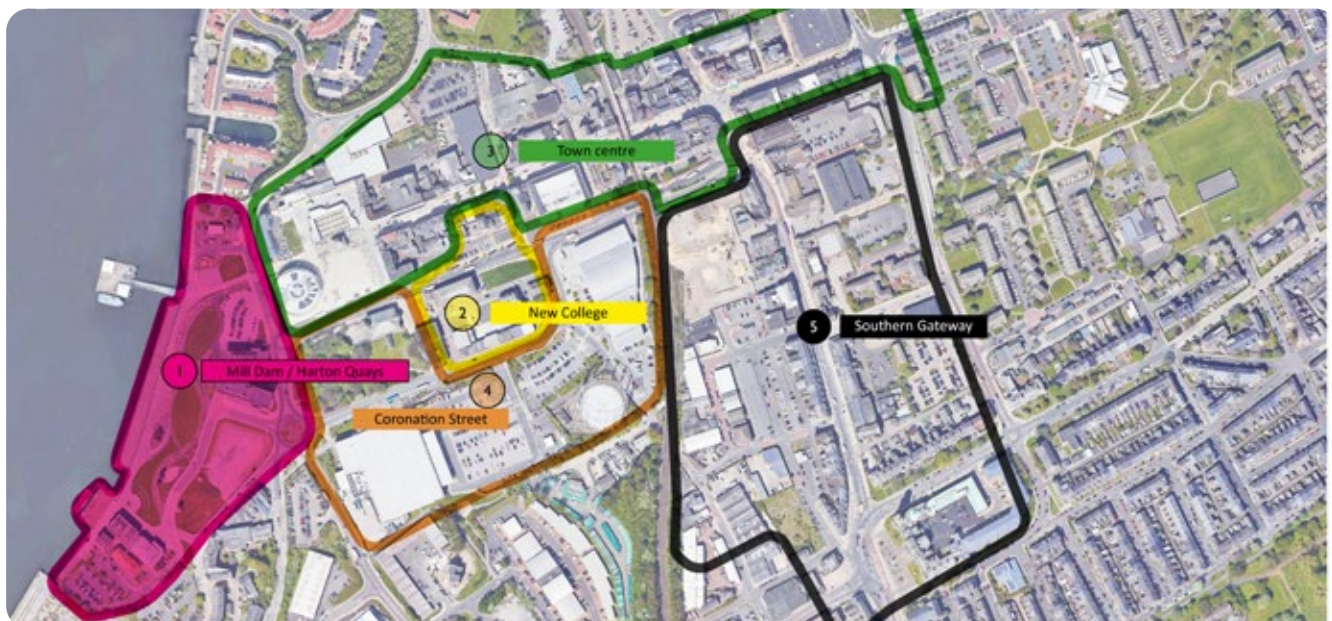 3 Town centre
2 New College
5 Southern Gateway
1 Mill Dam / Harton Quays
4
Coronation Street